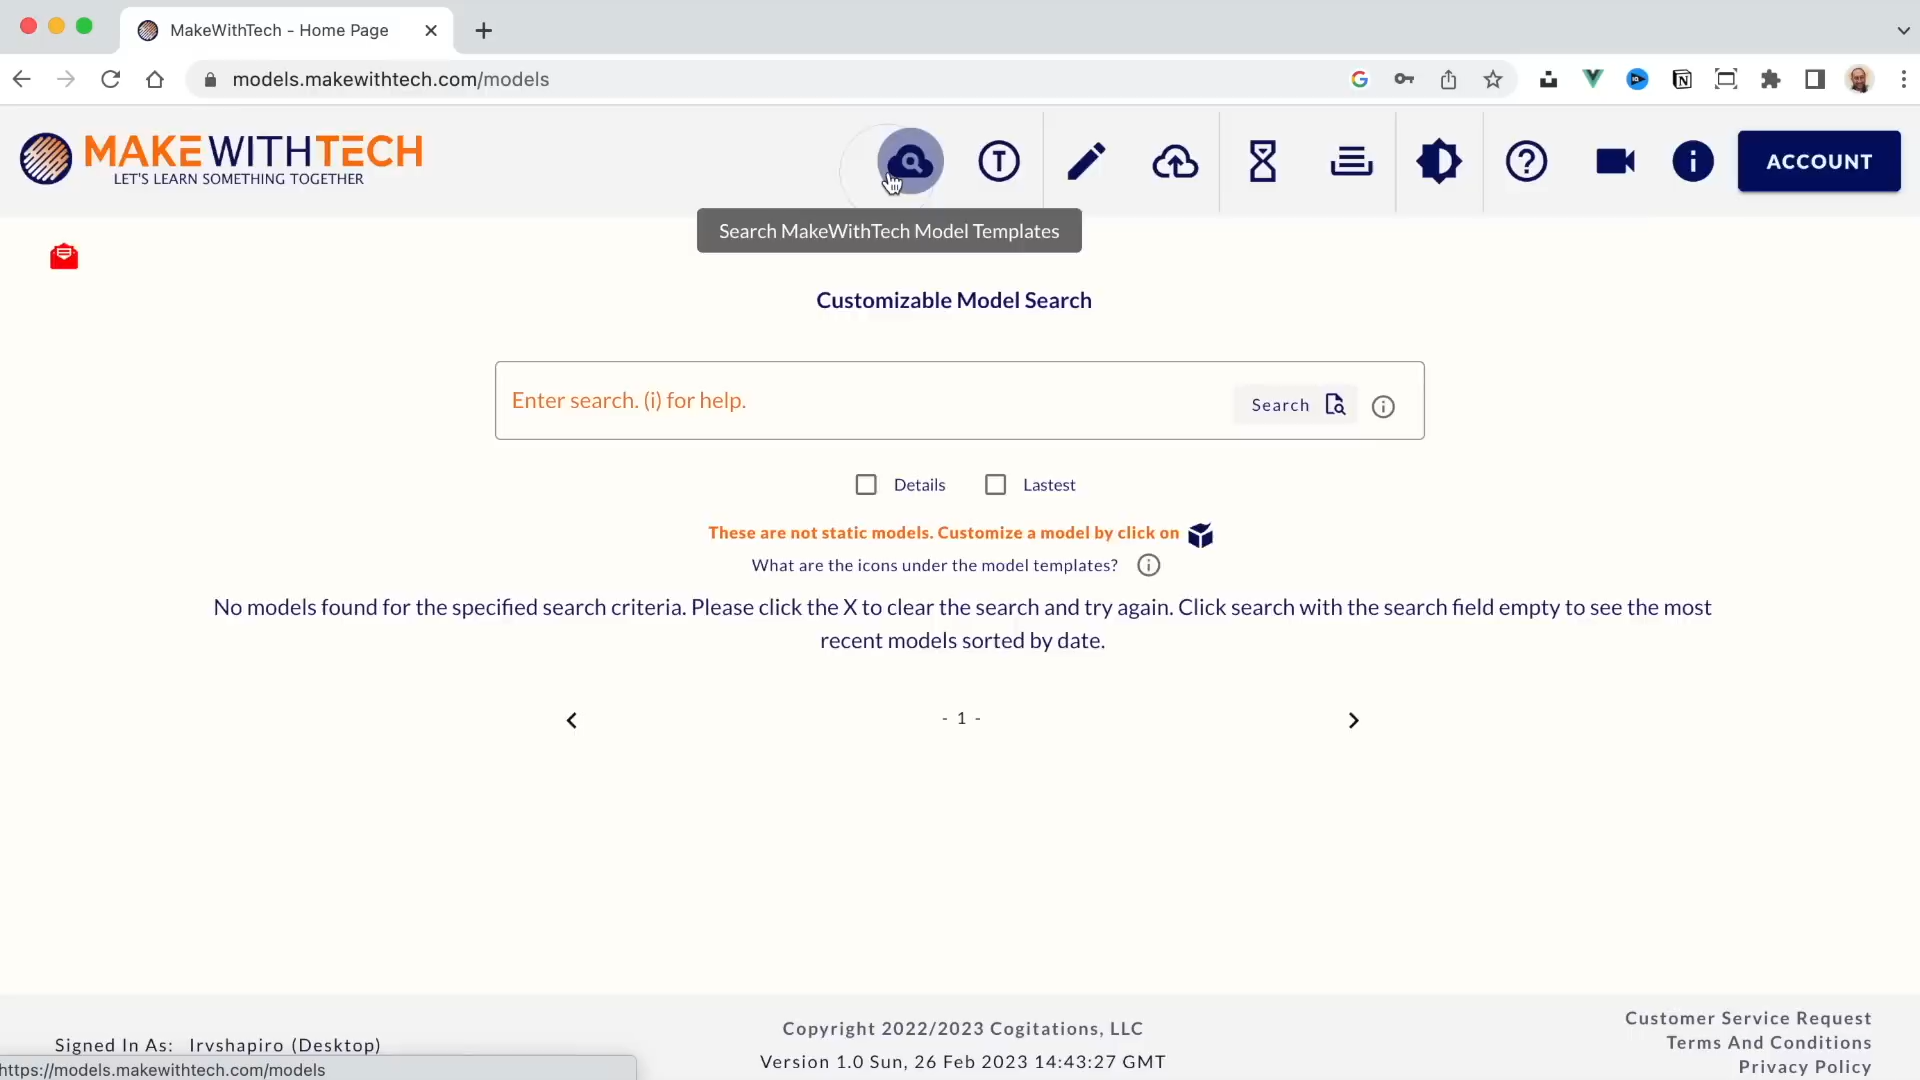 MakeWithTech - Home Page
models.makewithtech.com/models
MAKEWITHTECH
LET'S LEARN SOMETHING TOGETHER
T
ACCOUNT
Search MakeWithTech Model Templates
Customizable Model Search
Enter search. (i) for help.
Search
Details
Lastest
These are not static models. Customize a model by click on
What are the icons under the model templates?
No models found for the specified search criteria. Please click the X to clear the search and try again. Click search with the search field empty to see the most
recent models sorted by date.
- 1 -
Signed In As: Irvshapiro (Desktop)
https://models.makewithtech.com/models
Copyright 2022/2023 Cogitations, LLC
Version 1.0 Sun, 26 Feb 2023 14:43:27 GMT
Customer Service Request
Terms And Conditions
Privacy Policy